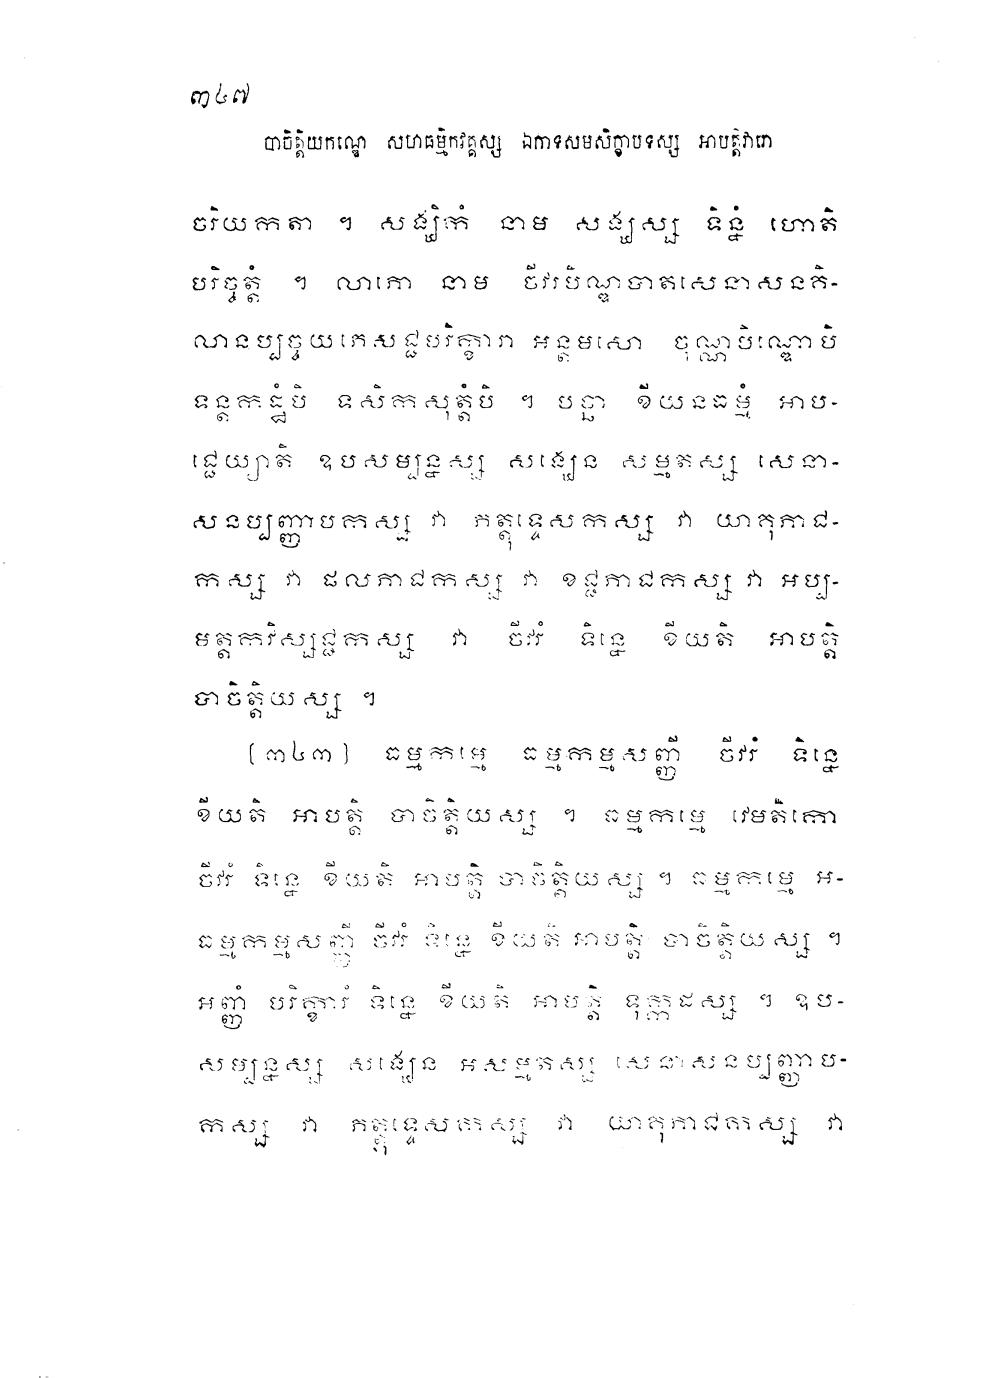 ៣៤៧
បាចិត្តិយកណ្ឌេ សហធម្មិកវគ្គស្ស ឯកាទសមសិក្ខាបទស្ស អាបត្តិវារោ
ចរិយកតា ។ សង្ឃិកំ នាម សង្ឃស្ស ទិន្នំ ហោតិ
បរិច្ចត្តំ ។ លាភោ នាម ចីវរបិណ្ឌបាតសេនាសនគិ-
លានប្បច្ចយភេសជ្ជបរិក្ខារា អន្តមសោ ចុណ្ណបិណ្ឌោបិ
ទន្តកដ្ឋំបិ ទសិកសុត្តំបិ ។ បច្ឆា ខីយនធម្មំ អាប-
ជ្ជេយ្យាតិ ឧបសម្បន្នស្ស សង្ឃេន សម្មតស្ស សេនា-
សនប្បញ្ញាបកស្ស វា ភត្តុទ្ទេសកស្ស វា យាគុភាជ-
កស្ស វា ផលភាជកស្ស វា ខជ្ជភាជកស្ស វា អប្ប-
មត្តកវិស្សជ្ជកស្ស វា ចីវរំ ទិន្នេ ខីយតិ អាបត្តិ
បាចិត្តិយស្ស ។
(៣៤៣) ធម្មកម្មេ ធម្មកម្មសញ្ញី ចីវរំ ទិន្នេ
ខីយតិ អាបត្តិ បាចិត្តិយស្ស ។ ធម្មកម្មេ វេមតិកោ
ចីវរំ ទិន្នេ ខីយតិ អាបត្តិ បាចិត្តិយស្ស ។ ធម្មកម្មេ អ-
ធម្មកម្មសញ្ញី ចីវរំ ទិន្នេ ខីយតិ អាបត្តិ បាចិត្តិយស្ស ។
អញ្ញំ បរិក្ខារំ ទិន្នេ ខីយតិ អាបត្តិ ទុក្កដស្ស ។ ឧប-
សម្បន្នស្ស សង្ឃេន អសម្មតស្ស សេនាសនប្បញ្ញាប-
កស្ស វា ភត្តុទ្ទេសកស្ស វា យាគុភាជកស្ស វា